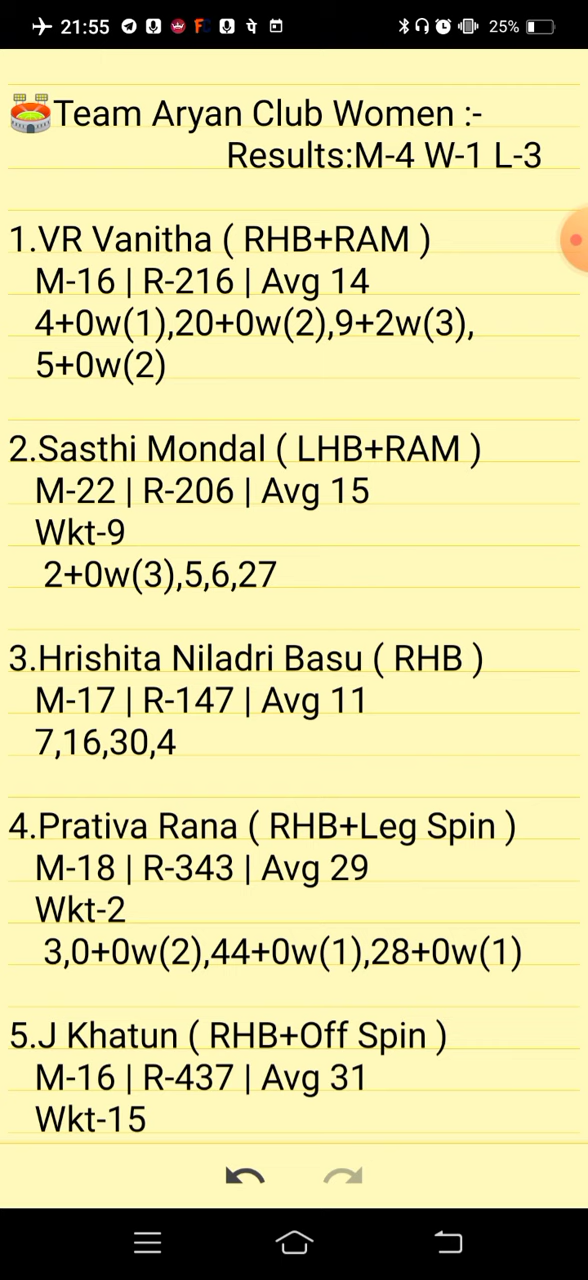 21:55
25%
Team Aryan Club Women :-
Results:M-4 W-1 L-3
1.VR Vanitha ( RHB+RAM )
M-16 | R-216 | Avg 14
4+0w(1),20+0w(2),9+2w(3),
5+0w(2)
2.Sasthi Mondal ( LHB+RAM )
M-22 | R-206 | Avg 15
Wkt-9
2+0w(3),5,6,27
3.Hrishita Niladri Basu ( RHB )
M-17 | R-147 | Avg 11
7,16,30,4
4.Prativa Rana ( RHB+Leg Spin )
M-18 | R-343 | Avg 29
Wkt-2
3,0+0w(2),44+0w(1),28+0w(1)
5.J Khatun ( RHB+Off Spin )
M-16 | R-437 | Avg 31
Wkt-15